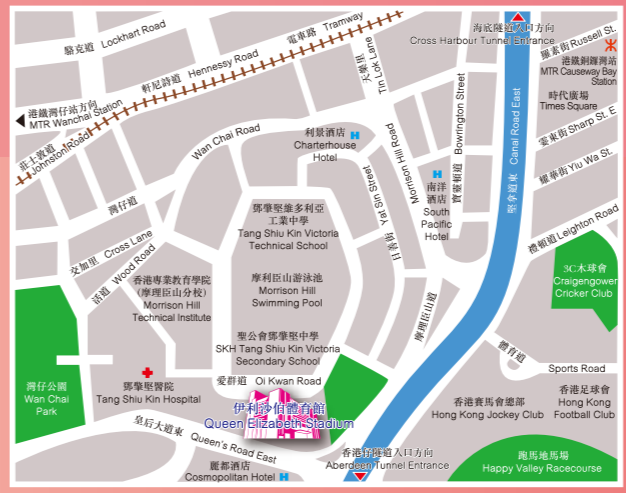 駱克道 Lockhart Road
電車路 Tramway
海底隧道入口方向
Cross Harbour Tunnel Entrance
羅素街 Russell St.
軒尼詩道 Hennessy Road
天樂里
Tin Lok Lane
港鐵銅鑼灣站
MTR Causeway Bay
Station
港鐵灣仔站方向
MTR Wanchai Station
時代廣場
Times Square
莊士敦道
Johnston Road
Wan Chai Road
利景酒店
Charterhouse
Hotel
Morrison Hill Road
寶靈頓道 Bowrington Street
堅拿道東 Canal Road East
霎東街 Sharp St. E
耀華街 Yiu Wa St.
南洋
酒店
South
Pacific
Hotel
日善街 Yat Sin Street
灣仔道
鄧肇堅維多利亞
工業中學
Tang Shiu Kin Victoria
Technical School
禮頓道 Leighton Road
交加里 Cross Lane
活道 Wood Road
香港專業教育學院
(摩理臣山分校)
Morrison Hill
Technical Institute
摩利臣山游泳池
Morrison Hill
Swimming Pool
3C木球會
Craigengower
Cricker Club
摩理臣山道
聖公會鄧肇堅中學
SKH Tang Shiu Kin Victoria
Secondary School
體育道
Sports Road
灣仔公園
Wan Chai
Park
鄧肇堅醫院
Tang Shiu Kin Hospital
愛群道 Oi Kwan Road
伊利沙伯體育館
Queen Elizabeth Stadium
香港賽馬會總部
Hong Kong Jockey Club
香港足球會
Hong Kong
Football Club
皇后大道東 Queen's Road East
香港仔隧道入口方向
Aberdeen Tunnel Entrance
跑馬地馬場
Happy Valley Racecourse
麗都酒店
Cosmopolitan Hotel